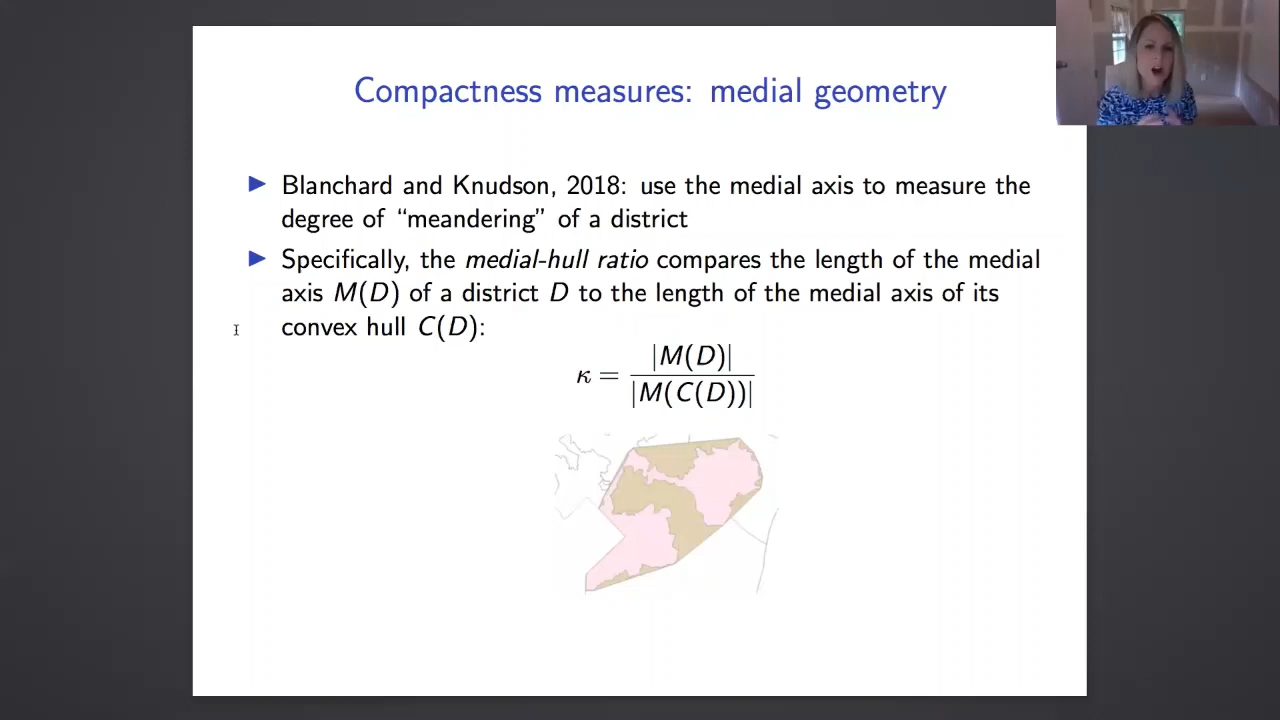 Compactness measures: medial geometry
▶ Blanchard and Knudson, 2018: use the medial axis to measure the
degree of “meandering” of a district
▶ Specifically, the medial-hull ratio compares the length of the medial
axis M(D) of a district D to the length of the medial axis of its
convex hull C(D):
κ = |M(D)| / |M(C(D))|